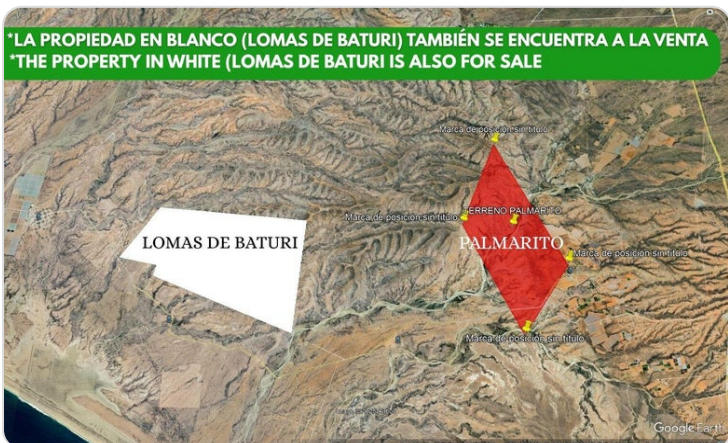 *LA PROPIEDAD EN BLANCO (LOMAS DE BATURI) TAMBIÉN SE ENCUENTRA A LA VENTA
*THE PROPERTY IN WHITE (LOMAS DE BATURI IS ALSO FOR SALE
Marca de posición sin título
Marca de posición sin título
TERRENO PALMARITO
LOMAS DE BATURI
PALMARITO
Marca de posición sin título
Marca de posición sin título
Google Earth